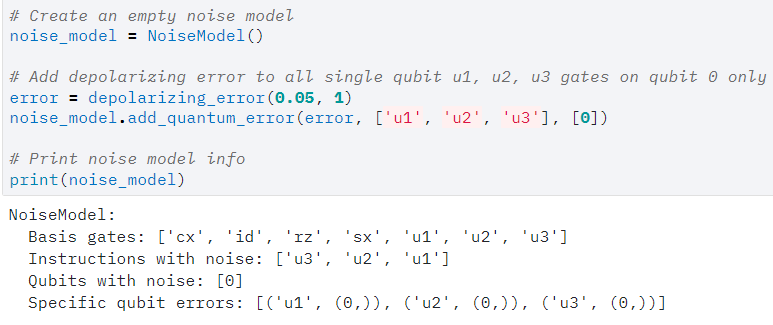 # Create an empty noise model
noise_model = NoiseModel()
# Add depolarizing error to all single qubit u1, u2, u3 gates on qubit 0 only
error = depolarizing_error(0.05, 1)
noise_model.add_quantum_error(error, ['u1', 'u2', 'u3'], [0])
# Print noise model info
print(noise_model)
NoiseModel:
  Basis gates: ['cx', 'id', 'rz', 'sx', 'u1', 'u2', 'u3']
  Instructions with noise: ['u3', 'u2', 'u1']
  Qubits with noise: [0]
  Specific qubit errors: [('u1', (0,)), ('u2', (0,)), ('u3', (0,))]